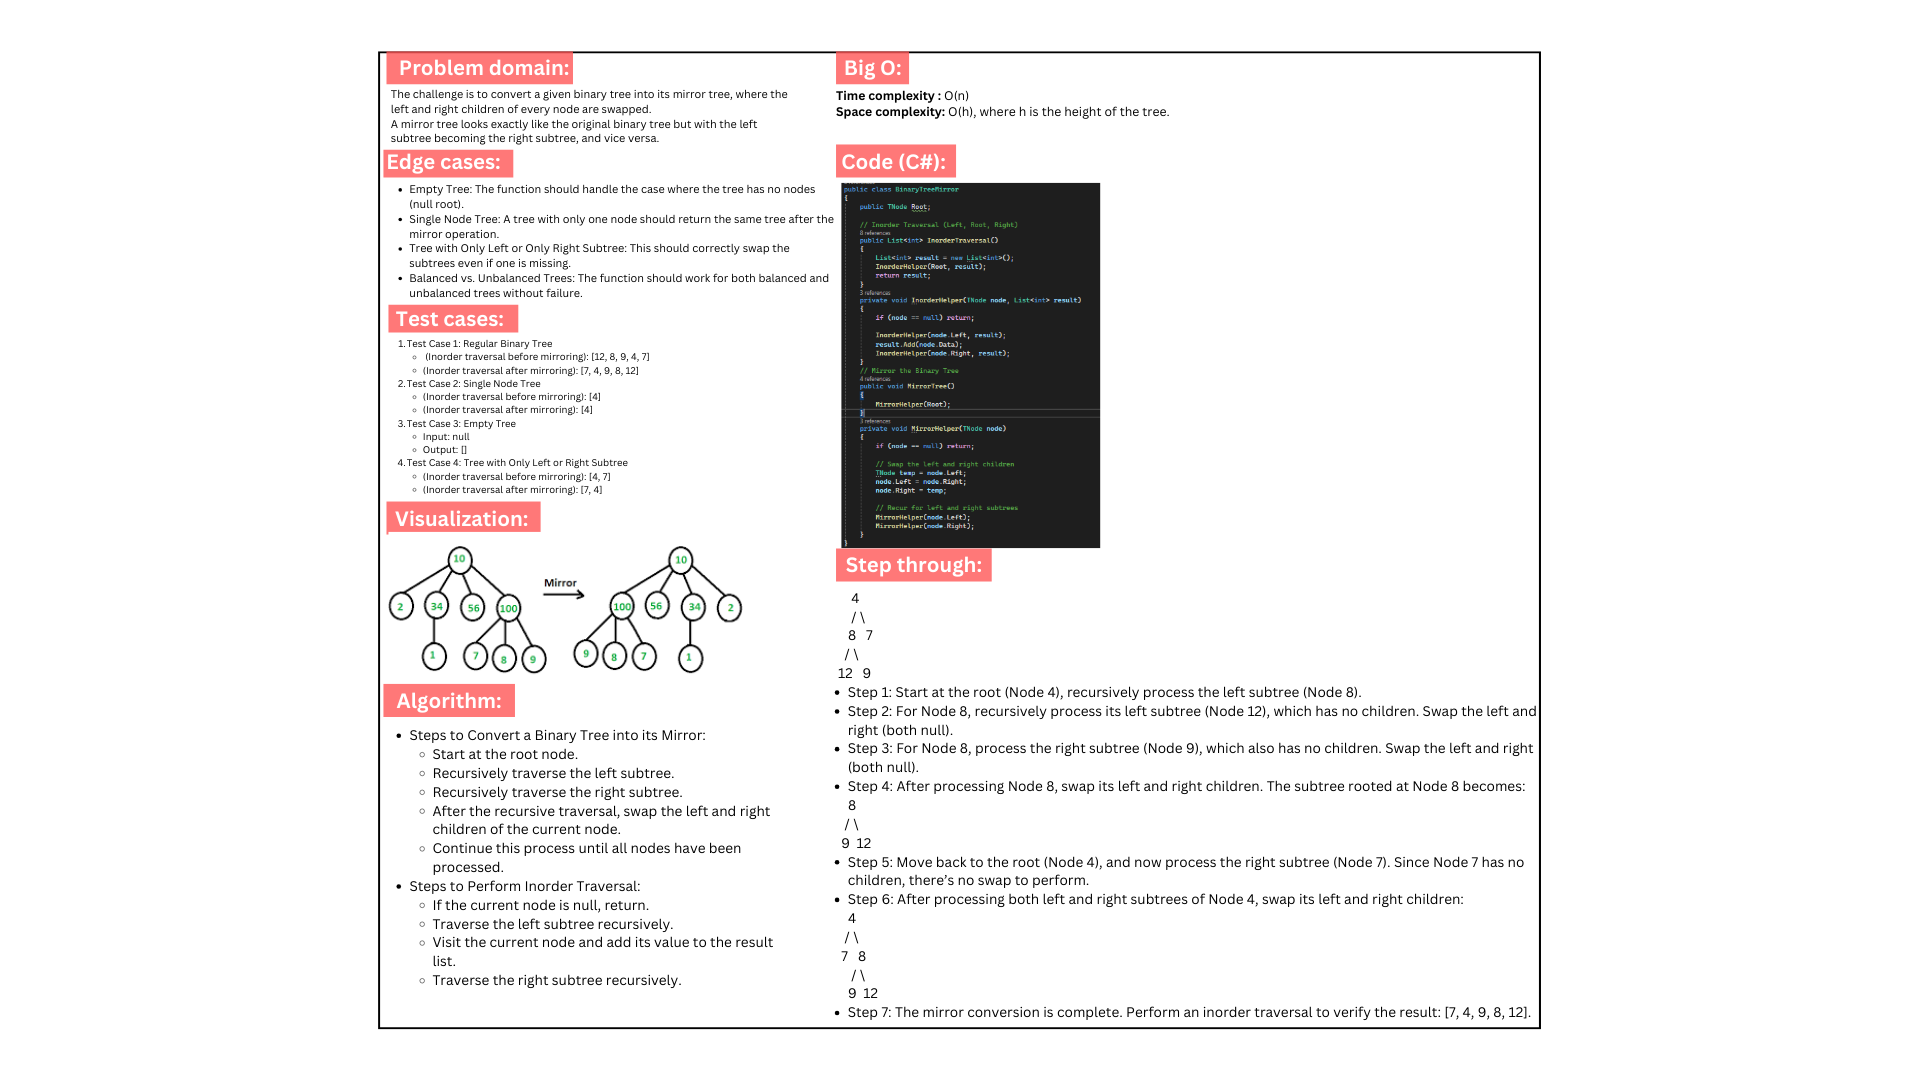 Problem domain:
The challenge is to convert a given binary tree into its mirror tree, where the
left and right children of every node are swapped.
A mirror tree looks exactly like the original binary tree but with the left
subtree becoming the right subtree, and vice versa.
Edge cases:
• Empty Tree: The function should handle the case where the tree has no nodes
(null root).
• Single Node Tree: A tree with only one node should return the same tree after the
mirror operation.
• Tree with Only Left or Only Right Subtree: This should correctly swap the
subtrees even if one is missing.
• Balanced vs. Unbalanced Trees: The function should work for both balanced and
unbalanced trees without failure.
Test cases:
1. Test Case 1: Regular Binary Tree
◦ (Inorder traversal before mirroring): [12, 8, 9, 4, 7]
◦ (Inorder traversal after mirroring): [7, 4, 9, 8, 12]
2. Test Case 2: Single Node Tree
◦ (Inorder traversal before mirroring): [4]
◦ (Inorder traversal after mirroring): [4]
3. Test Case 3: Empty Tree
◦ Input: null
◦ Output: []
4. Test Case 4: Tree with Only Left or Right Subtree
◦ (Inorder traversal before mirroring): [4, 7]
◦ (Inorder traversal after mirroring): [7, 4]
Visualization:
10 10
Mirror
2 34 56 100 100 56 34 2
1 7 8 9 9 8 7 1
Algorithm:
• Steps to Convert a Binary Tree into its Mirror:
◦ Start at the root node.
◦ Recursively traverse the left subtree.
◦ Recursively traverse the right subtree.
◦ After the recursive traversal, swap the left and right
children of the current node.
◦ Continue this process until all nodes have been
processed.
• Steps to Perform Inorder Traversal:
◦ If the current node is null, return.
◦ Traverse the left subtree recursively.
◦ Visit the current node and add its value to the result
list.
◦ Traverse the right subtree recursively.
Big O:
Time complexity : O(n)
Space complexity: O(h), where h is the height of the tree.
Code (C#):
public class BinaryTreeMirror
{
public TNode Root;
// Inorder Traversal (Left, Root, Right)
8 references
public List<int> InorderTraversal()
{
List<int> result = new List<int>();
InorderHelper(Root, result);
return result;
}
3 references
private void InorderHelper(TNode node, List<int> result)
{
if (node == null) return;
InorderHelper(node.Left, result);
result.Add(node.Data);
InorderHelper(node.Right, result);
}
// Mirror the Binary Tree
4 references
public void MirrorTree()
{
MirrorHelper(Root);
}
3 references
private void MirrorHelper(TNode node)
{
if (node == null) return;
// Swap the left and right children
TNode temp = node.Left;
node.Left = node.Right;
node.Right = temp;
// Recur for left and right subtrees
MirrorHelper(node.Left);
MirrorHelper(node.Right);
}
}
Step through:
4
/ \
8 7
/ \
12 9
• Step 1: Start at the root (Node 4), recursively process the left subtree (Node 8).
• Step 2: For Node 8, recursively process its left subtree (Node 12), which has no children. Swap the left and
right (both null).
• Step 3: For Node 8, process the right subtree (Node 9), which also has no children. Swap the left and right
(both null).
• Step 4: After processing Node 8, swap its left and right children. The subtree rooted at Node 8 becomes:
8
/ \
9 12
• Step 5: Move back to the root (Node 4), and now process the right subtree (Node 7). Since Node 7 has no
children, there’s no swap to perform.
• Step 6: After processing both left and right subtrees of Node 4, swap its left and right children:
4
/ \
7 8
/ \
9 12
• Step 7: The mirror conversion is complete. Perform an inorder traversal to verify the result: [7, 4, 9, 8, 12].